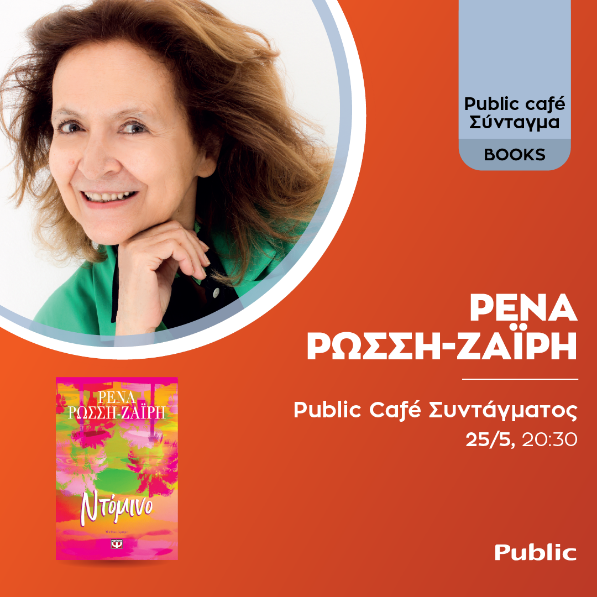 Public café
Σύνταγμα
BOOKS
ΡΕΝΑ
ΡΩΣΣΗ-ΖΑΪΡΗ
Public Café Συντάγματος
25/5, 20:30
ΡΕΝΑ
ΡΩΣΣΗ-ΖΑΪΡΗ
Ντόμινο
Public